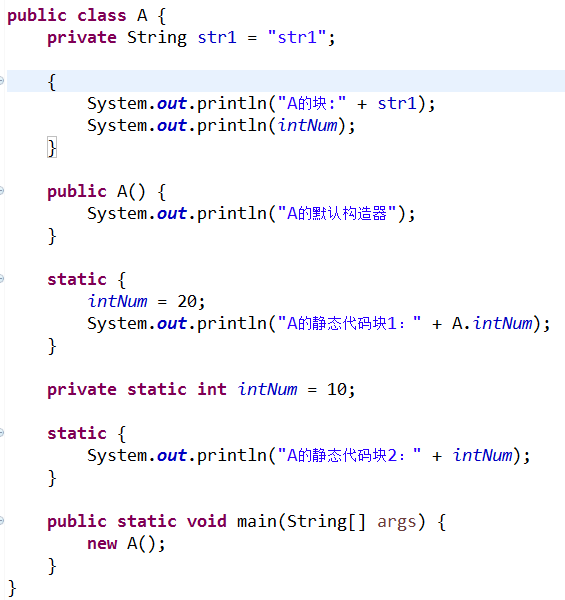 public class A {
    private String str1 = "str1";
    {
        System.out.println("A的块:" + str1);
        System.out.println(intNum);
    }
    public A() {
        System.out.println("A的默认构造器");
    }
    static {
        intNum = 20;
        System.out.println("A的静态代码块1：" + A.intNum);
    }
    private static int intNum = 10;
    static {
        System.out.println("A的静态代码块2：" + intNum);
    }
    public static void main(String[] args) {
        new A();
    }
}